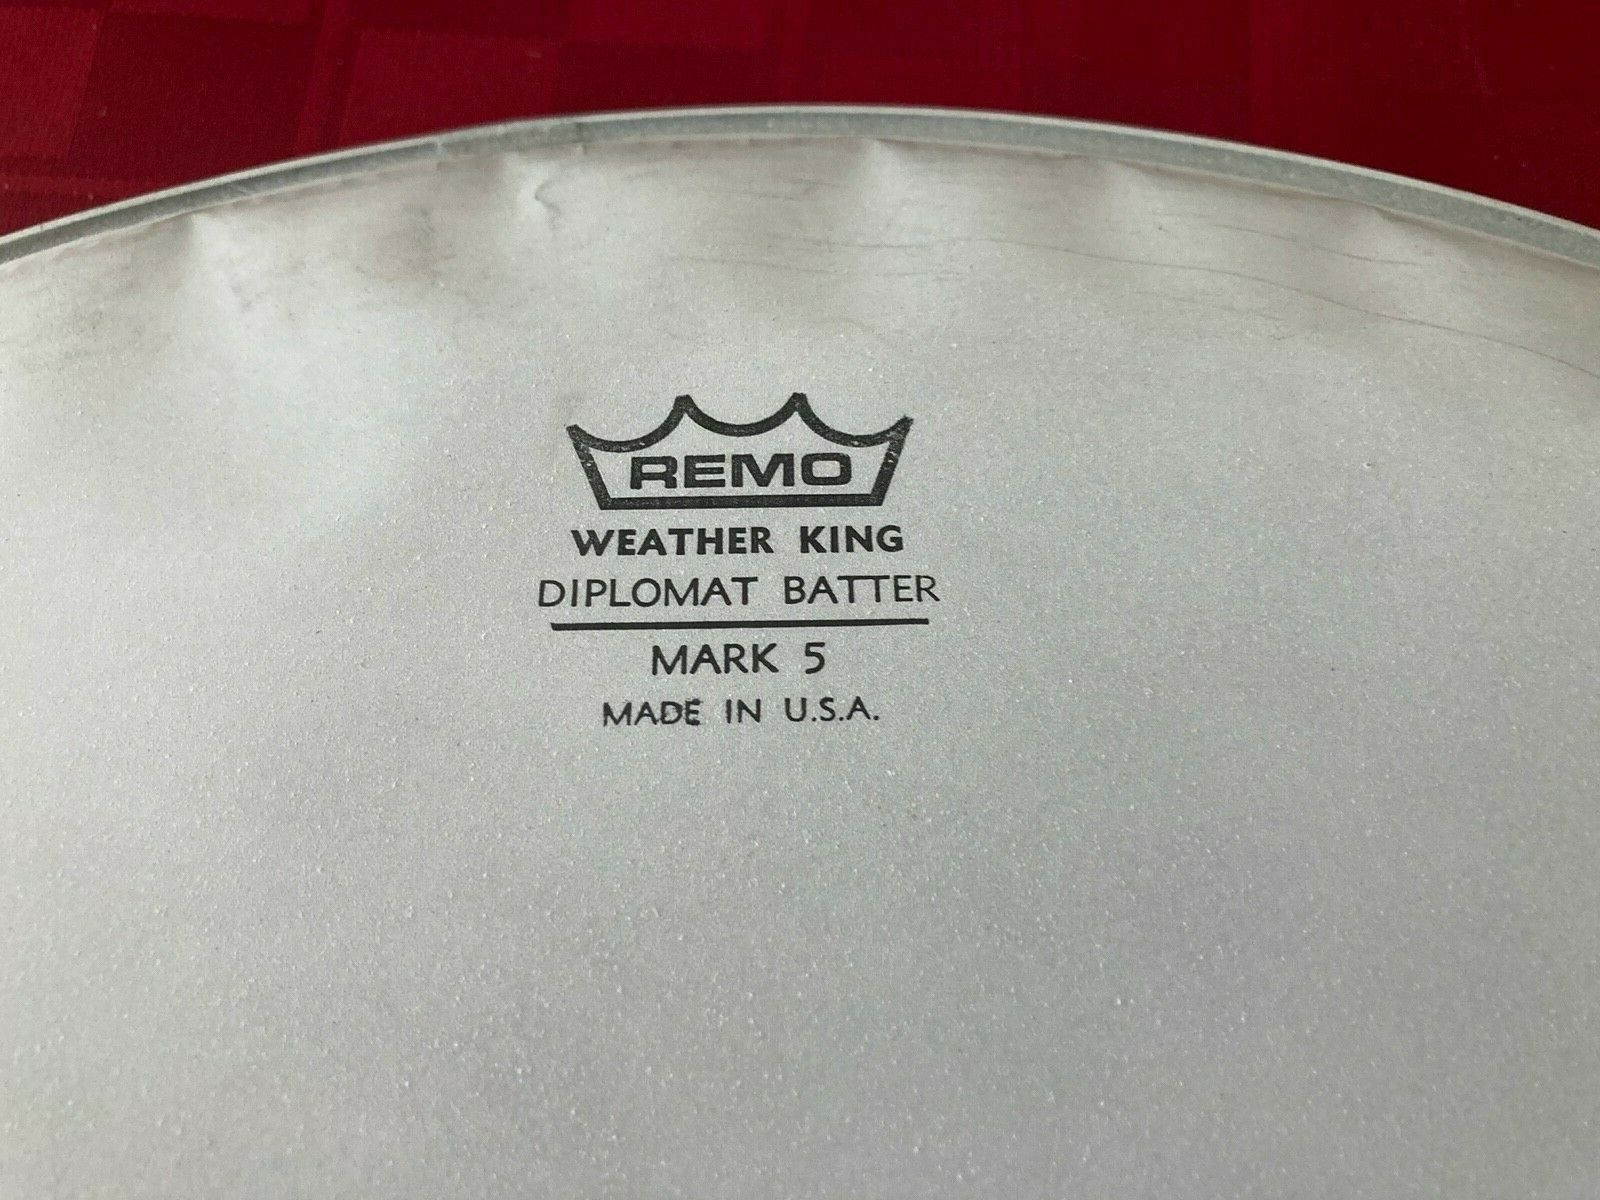 REMO
WEATHER KING
DIPLOMAT BATTER
MARK 5
MADE IN U.S.A.